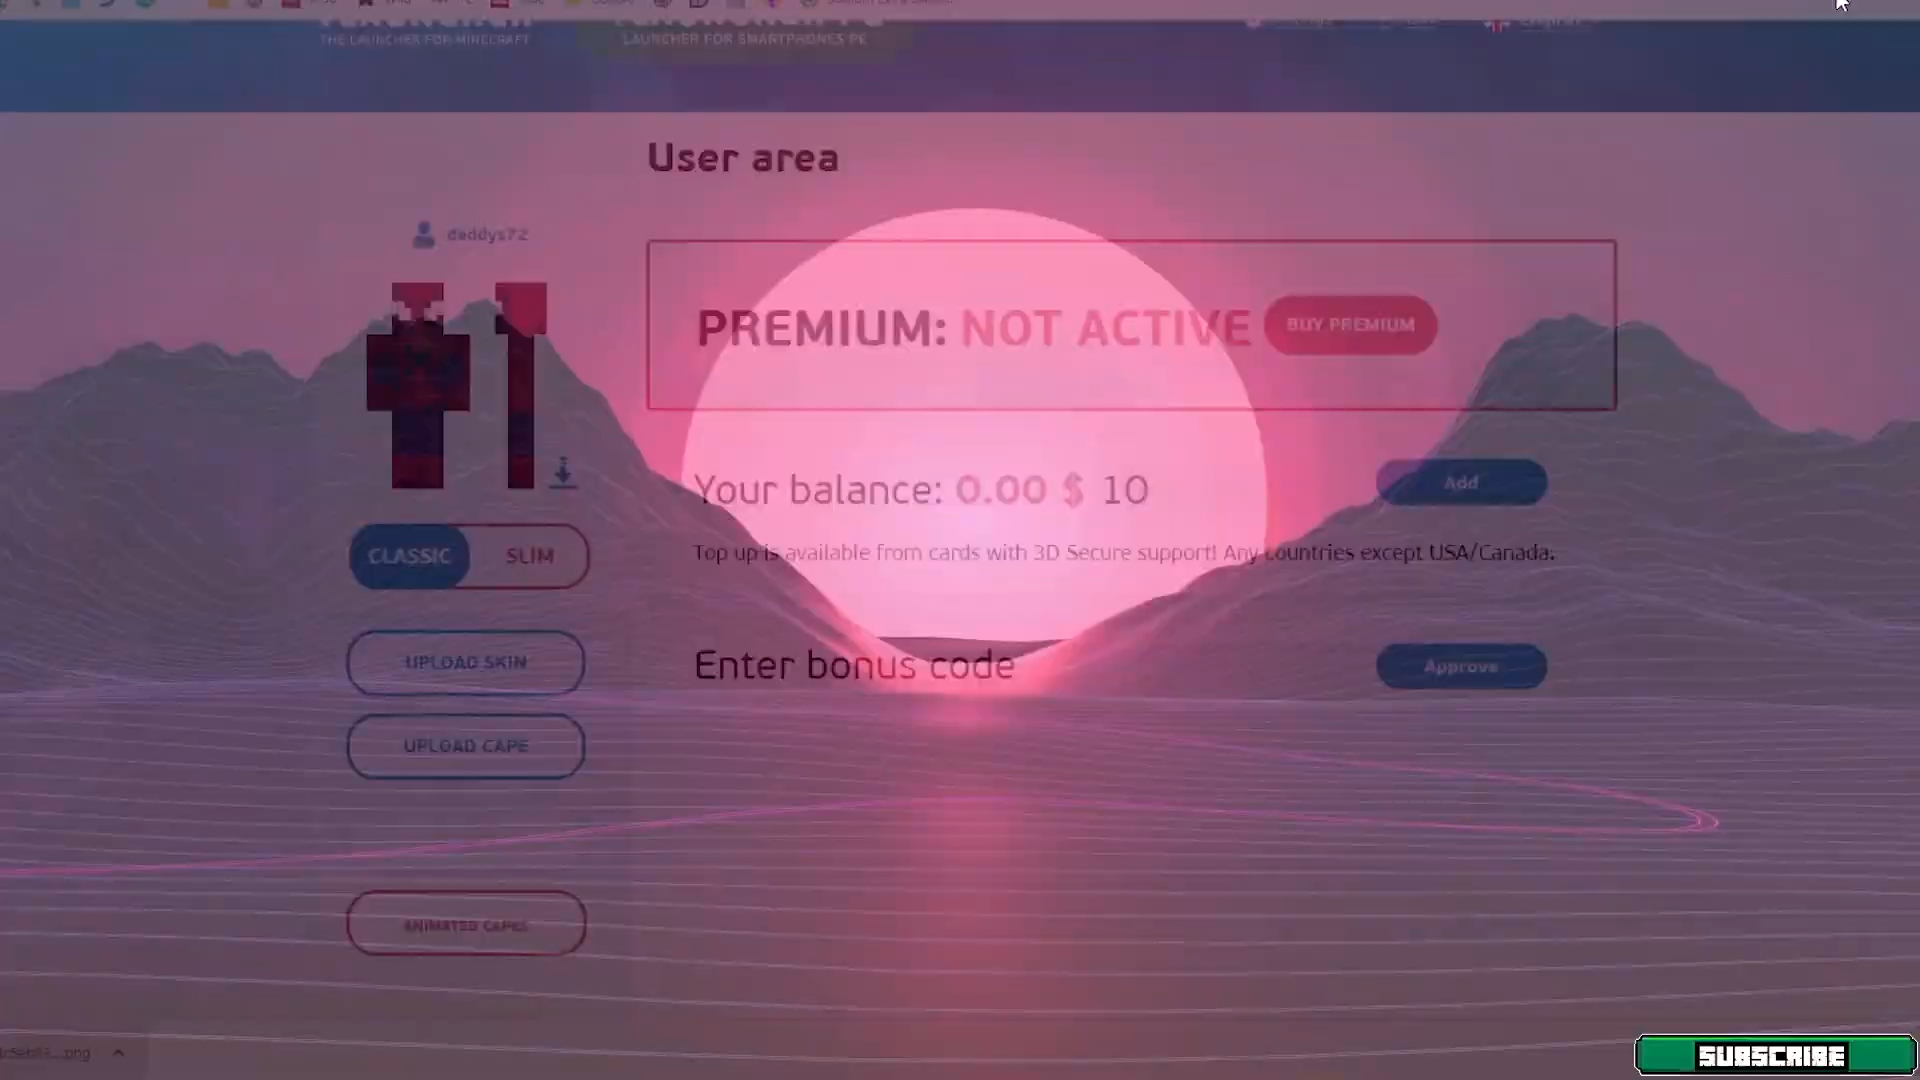 THE LAUNCHER FOR MINECRAFT
LAUNCHER FOR SMARTPHONES PE
User area
daddys72
PREMIUM: NOT ACTIVE
BUY PREMIUM
Your balance: 0.00 $ 10
Add
Top up is available from cards with 3D Secure support! Any countries except USA/Canada.
CLASSIC
SLIM
Enter bonus code
Approve
UPLOAD SKIN
UPLOAD CAPE
ANIMATED CAPES
SUBSCRIBE